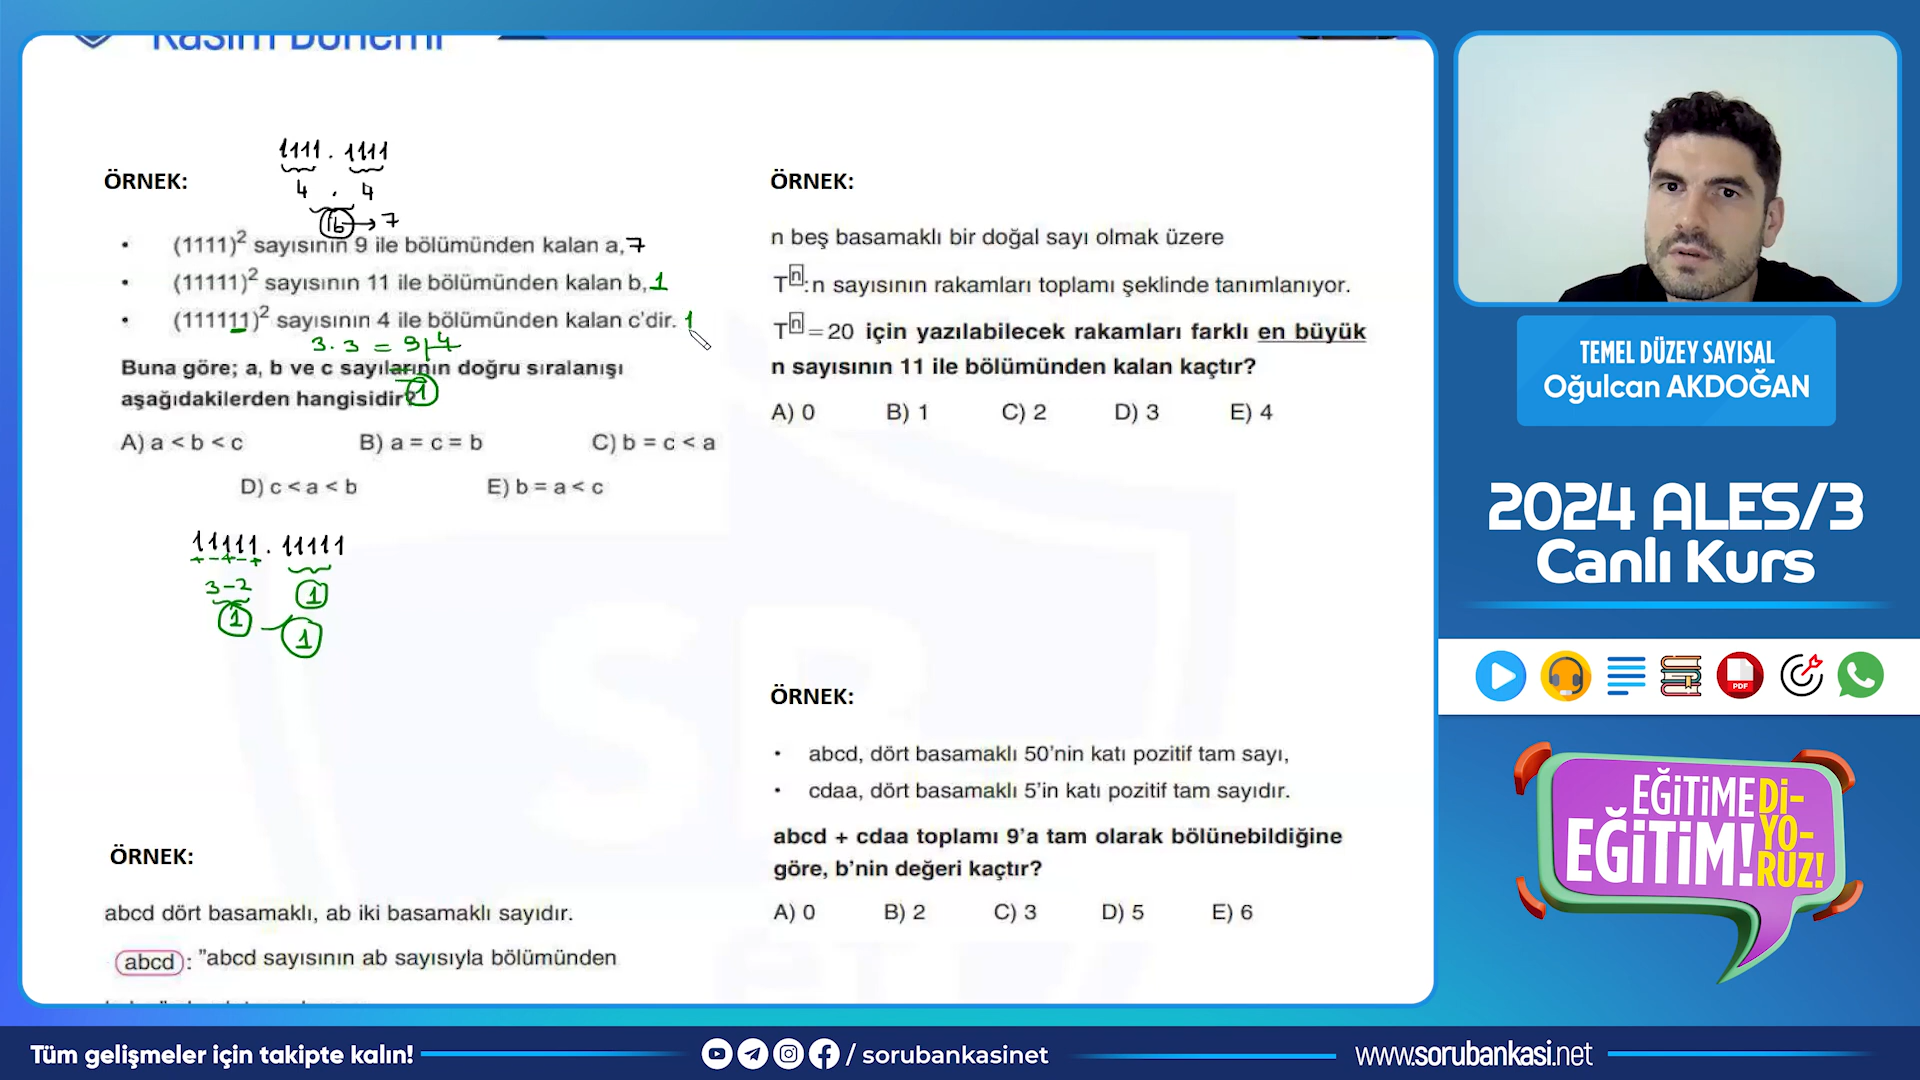 Kasım Dönemi
1111 . 1111
4 . 4
16 → 7
ÖRNEK:
• (1111)² sayısının 9 ile bölümünden kalan a, 7
• (11111)² sayısının 11 ile bölümünden kalan b, 1
• (111111)² sayısının 4 ile bölümünden kalan c'dir. 1
3 . 3 = 9 4
1
Buna göre; a, b ve c sayılarının doğru sıralanışı
aşağıdakilerden hangisidir?
A) a < b < c B) a = c = b C) b = c < a
D) c < a < b E) b = a < c
11111 . 11111
+-+-+
3-2 1
1 1
ÖRNEK:
abcd dört basamaklı, ab iki basamaklı sayıdır.
abcd : "abcd sayısının ab sayısıyla bölümünden
ÖRNEK:
n beş basamaklı bir doğal sayı olmak üzere
T n : n sayısının rakamları toplamı şeklinde tanımlanıyor.
T n = 20 için yazılabilecek rakamları farklı en büyük
n sayısının 11 ile bölümünden kalan kaçtır?
A) 0 B) 1 C) 2 D) 3 E) 4
ÖRNEK:
• abcd, dört basamaklı 50'nin katı pozitif tam sayı,
• cdaa, dört basamaklı 5'in katı pozitif tam sayıdır.
abcd + cdaa toplamı 9'a tam olarak bölünebildiğine
göre, b'nin değeri kaçtır?
A) 0 B) 2 C) 3 D) 5 E) 6
TEMEL DÜZEY SAYISAL
Oğulcan AKDOĞAN
2024 ALES/3
Canlı Kurs
PDF
EĞİTİME Dİ-
EĞİTİM! YO-
RUZ!
Tüm gelişmeler için takipte kalın!
/ sorubankasinet
www.sorubankasi.net